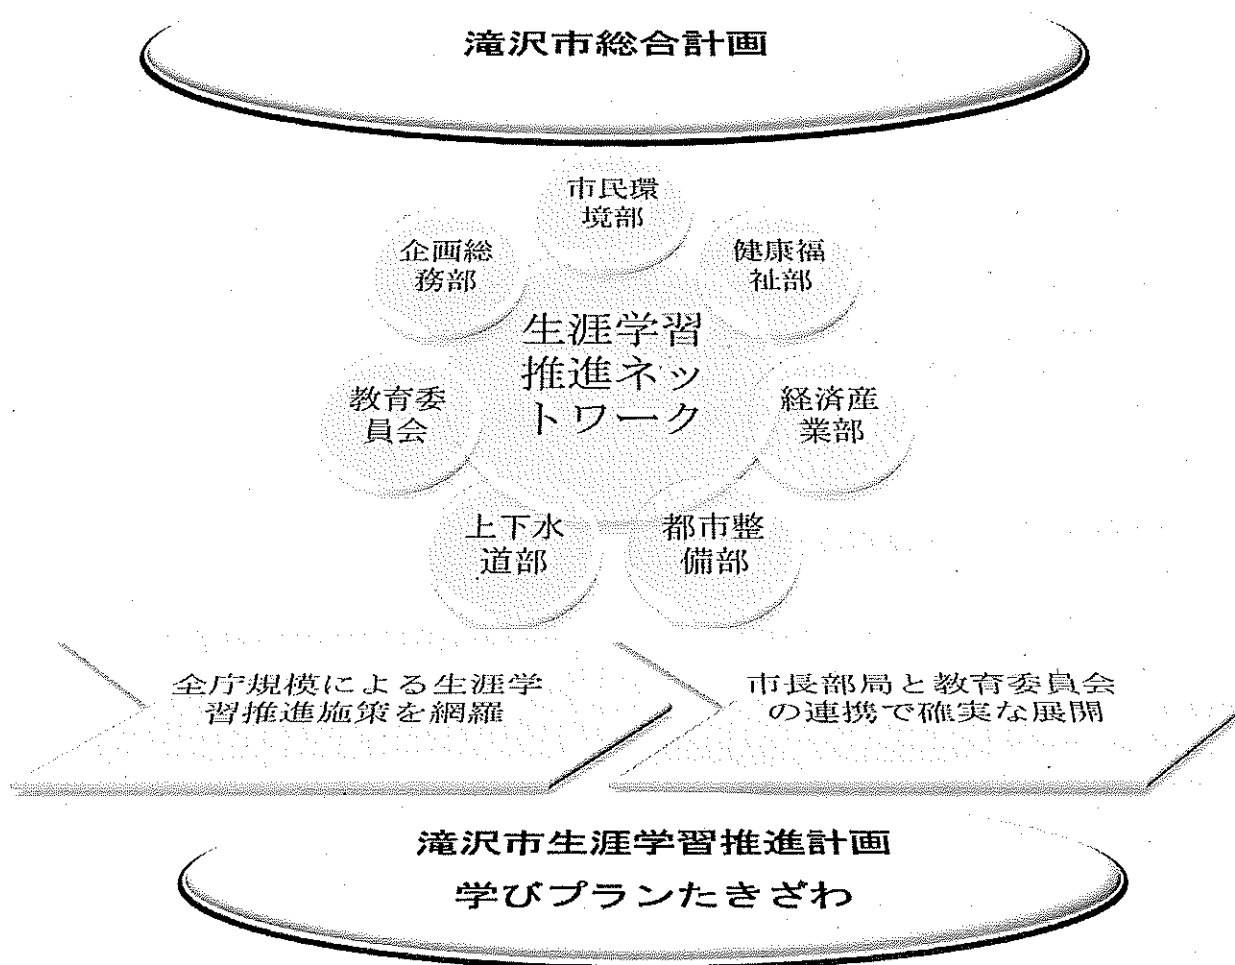 滝沢市総合計画
市民環
境部
企画総
務部
健康福
祉部
生涯学習
推進ネッ
トワーク
教育委
員会
経済産
業部
上下水
道部
都市整
備部
全庁規模による生涯学
習推進施策を網羅
市長部局と教育委員会
の連携で確実な展開
滝沢市生涯学習推進計画
学びプランたきざわ